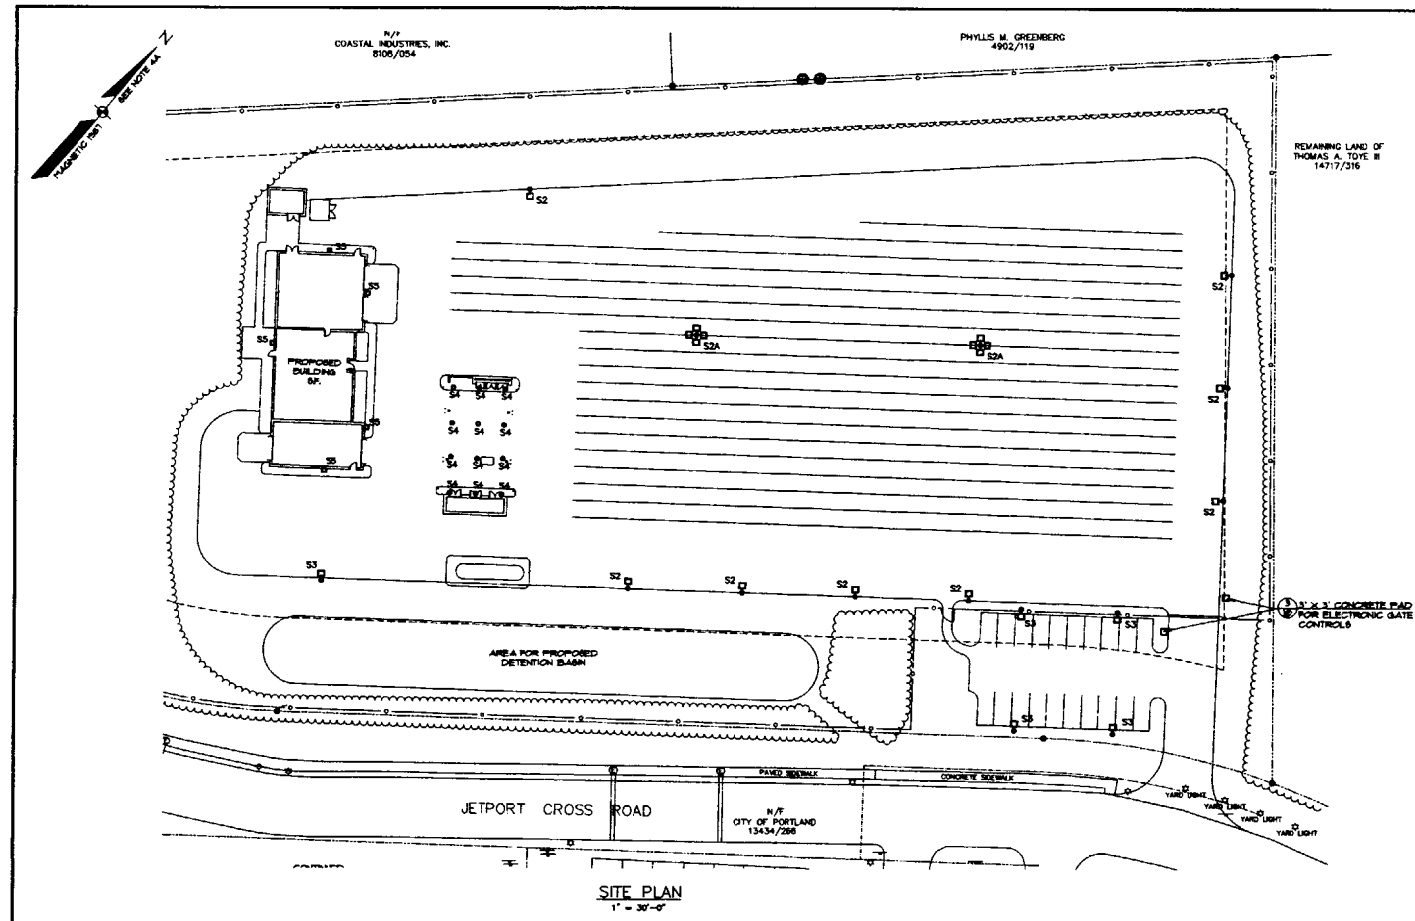 N/F
COASTAL INDUSTRIES, INC.
8106/054
PHYLLIS M. GREENBERG
4902/119
Z
SEE NOTE 4A
MAGNETIC 1987
REMAINING LAND OF
THOMAS A. TOYE III
14717/316
S2
S5
S5
S2
S5
S2A
S2A
PROPOSED
BUILDING
S.F.
S2
S4 S4 S4
S5
S4 S4 S4
S4 S4 S4
S5
S4 S4 S4
S2
S3
S2
S2
S2
S2
3' X 3' CONCRETE PAD
FOR ELECTRONIC GATE
CONTROLS
S3
S3
AREA FOR PROPOSED
DETENTION BASIN
S3
S3
PAVED SIDEWALK
CONCRETE SIDEWALK
YARD LIGHT
YARD LIGHT
YARD LIGHT
YARD LIGHT
JETPORT CROSS ROAD
N/F
CITY OF PORTLAND
13434/266
SITE PLAN
1" = 30'-0"